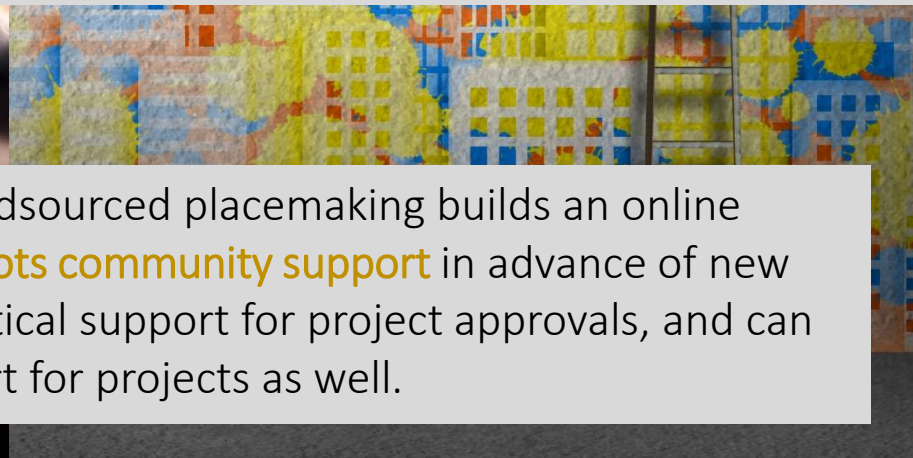 dsourced placemaking builds an online
ots community support in advance of new
tical support for project approvals, and can
t for projects as well.